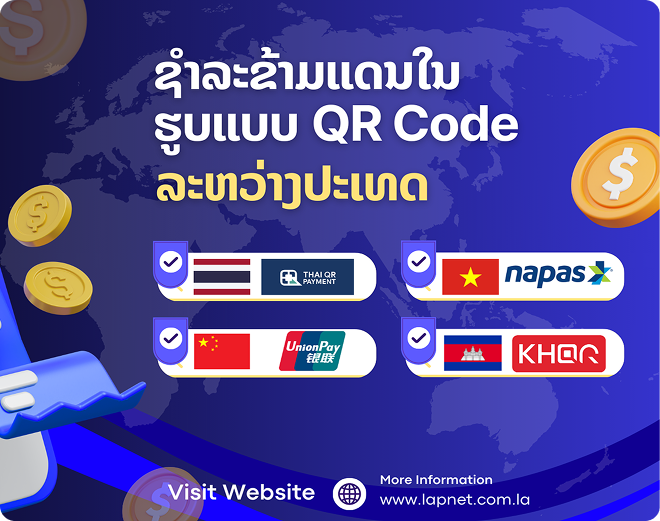 ຊຳລະຂ້າມແດນໃນ
ຮູບແບບ QR Code
ລະຫວ່າງປະເທດ
THAI QR
PAYMENT
napas
UnionPay
银联
KHQR
Visit Website
More Information
www.lapnet.com.la